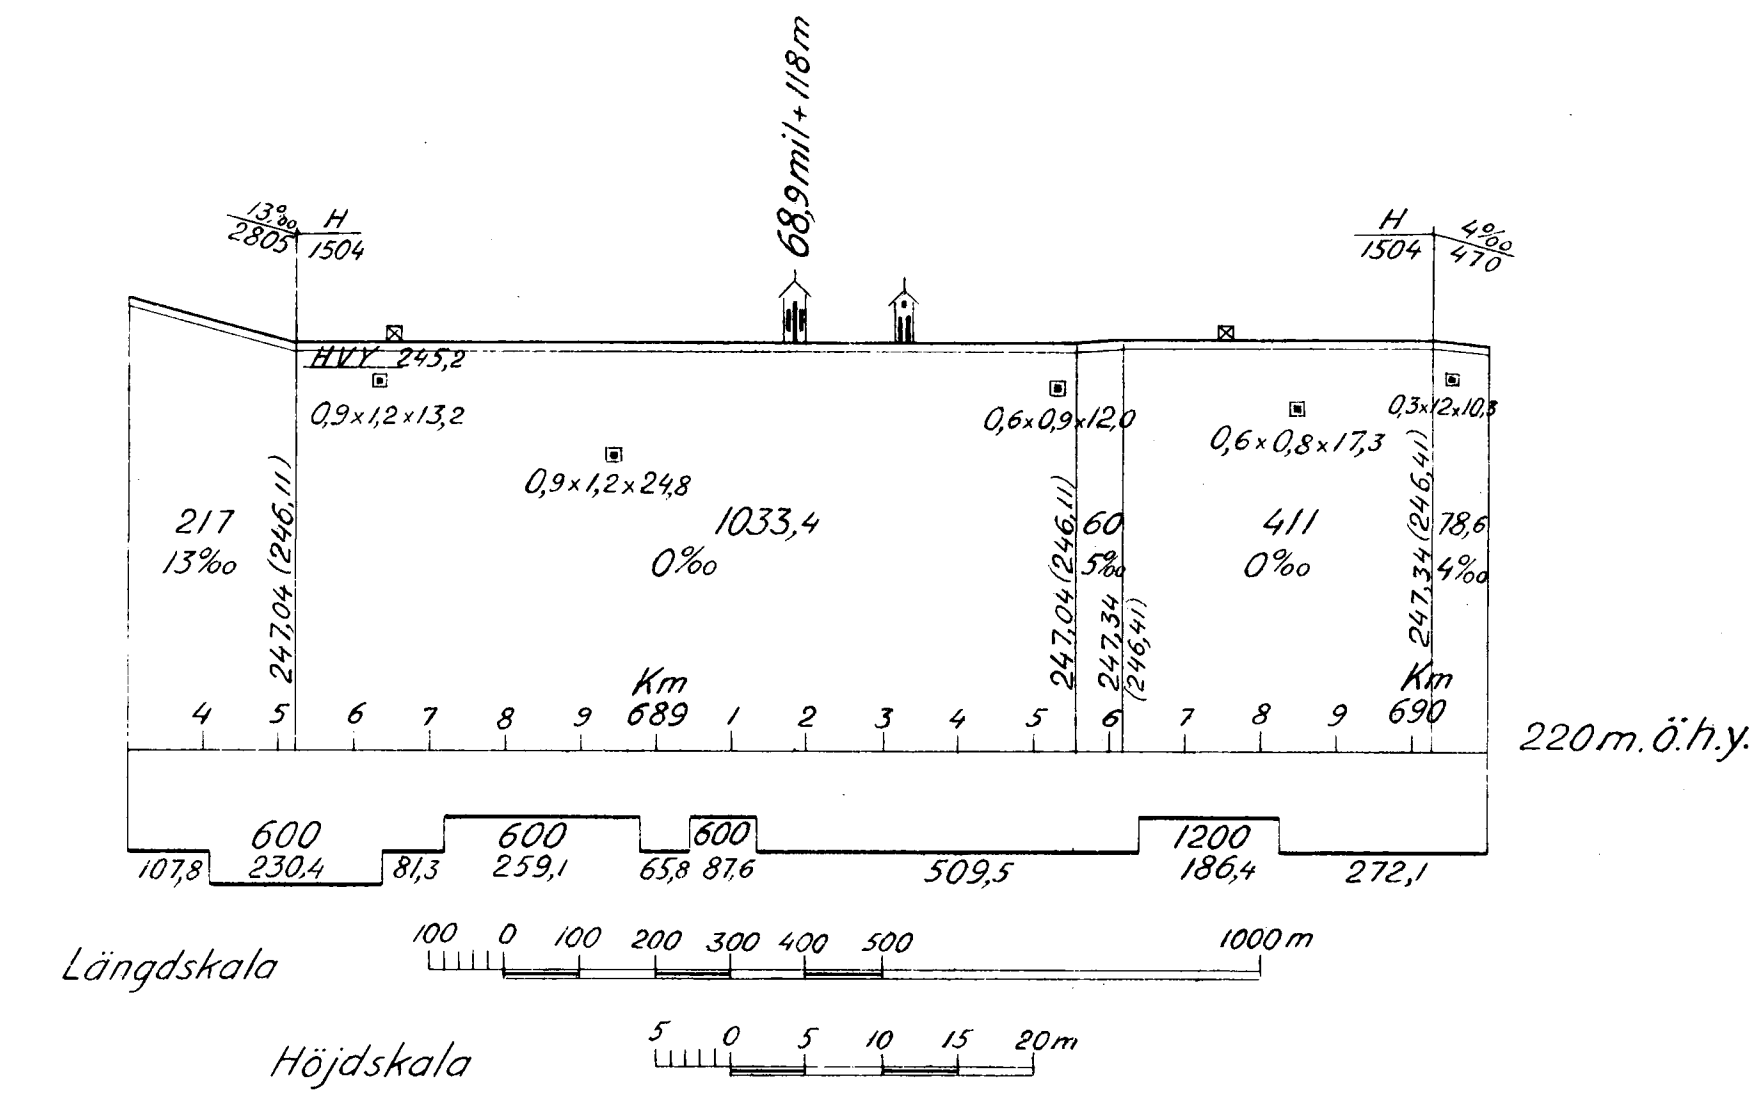 68,9mil+118m
13‰ H
2805 1504
H 4‰
1504 470
HVY 245,2
0,9×1,2×13,2
0,6×0,9×12,0
0,3×12×10,3
0,6×0,8×17,3
0,9×1,2×24,8
217
13‰
247,04 (246,11)
1033,4
0‰
247,04 (246,11)
60
5‰
247,34
(246,41)
411
0‰
247,34 (246,41)
78,6
4‰
Km Km
4 5 6 7 8 9 689 1 2 3 4 5 6 7 8 9 690
220 m.ö.h.y.
600 600 600 1200
107,8 230,4 81,3 259,1 65,8 87,6 509,5 186,4 272,1
100 0 100 200 300 400 500 1000 m
Längdskala
5 0 5 10 15 20 m
Höjdskala